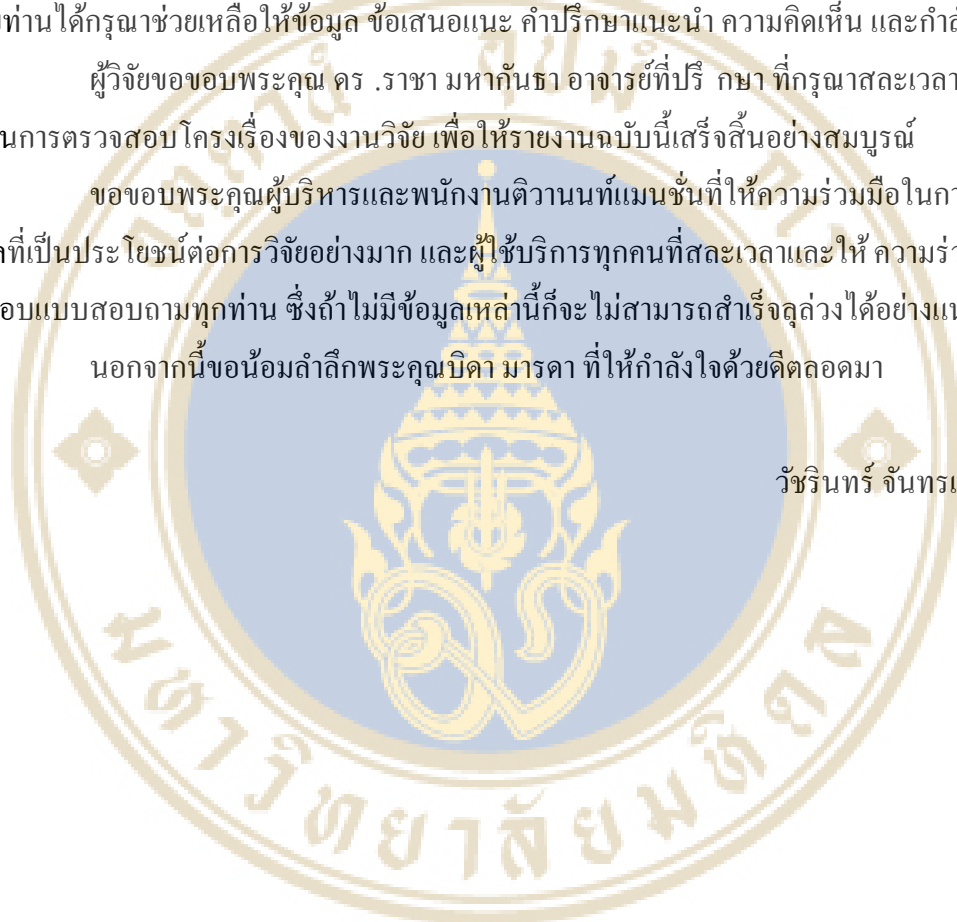 ท่านได้กรุณาช่วยเหลือให้ข้อมูล ข้อเสนอแนะ คำปรึกษาแนะนำ ความคิดเห็น และกำลั
ผู้วิจัยขอขอบพระคุณ ดร .ราชา มหากันธา อาจารย์ที่ปรึ กษา ที่กรุณาสละเวลา
นการตรวจสอบโครงเรื่องของงานวิจัย เพื่อให้รายงานฉบับนี้เสร็จสิ้นอย่างสมบูรณ์
ขอขอบพระคุณผู้บริหารและพนักงานติวานนท์แมนชั่นที่ให้ความร่วมมือในกา
ที่เป็นประโยชน์ต่อการวิจัยอย่างมาก และผู้ใช้บริการทุกคนที่สละเวลาและให้ ความร่ว
อบแบบสอบถามทุกท่าน ซึ่งถ้าไม่มีข้อมูลเหล่านี้ก็จะไม่สามารถสำเร็จลุล่วงได้อย่างแน
นอกจากนี้ขอน้อมลำลึกพระคุณบิดา มารดา ที่ให้กำลังใจด้วยดีตลอดมา
วัชรินทร์ จันทร
มหาวิทยาลัยมหิดล